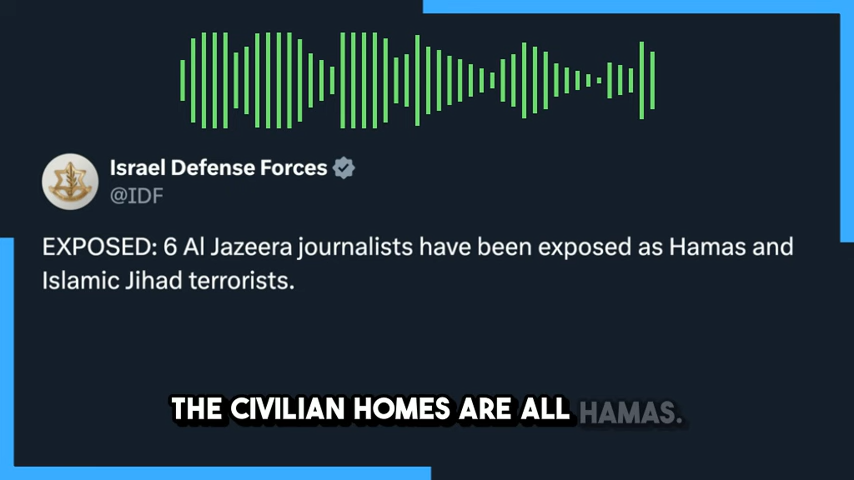 Israel Defense Forces
@IDF
EXPOSED: 6 Al Jazeera journalists have been exposed as Hamas and
Islamic Jihad terrorists.
THE CIVILIAN HOMES ARE ALL HAMAS.